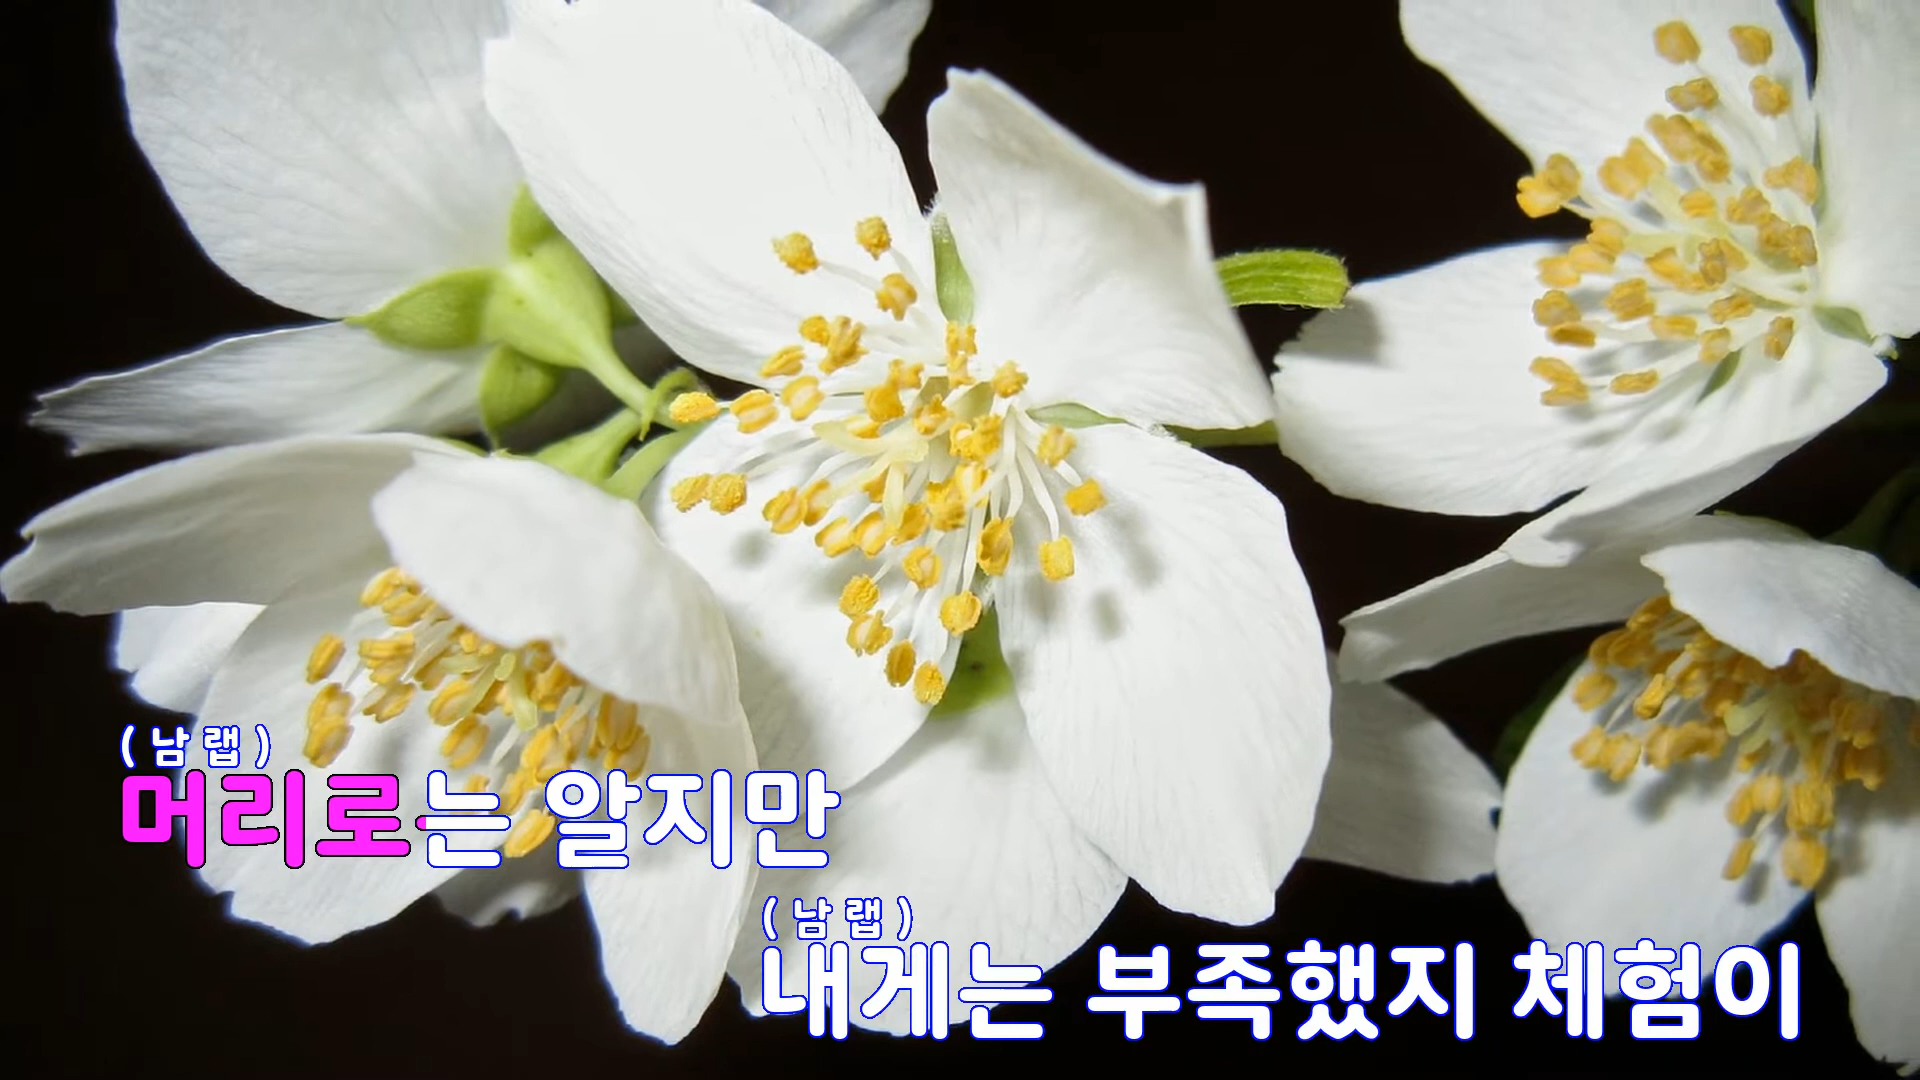 ( 남 랩 )
머리로는 알지만
( 남 랩 )
내게는 부족했지 체험이